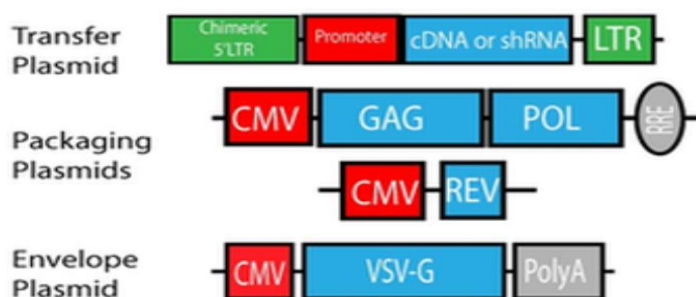 Transfer
Plasmid
Chimeric
5'LTR
Promoter
cDNA or shRNA
LTR
Packaging
Plasmids
CMV
GAG
POL
RRE
CMV
REV
Envelope
Plasmid
CMV
VSV-G
PolyA